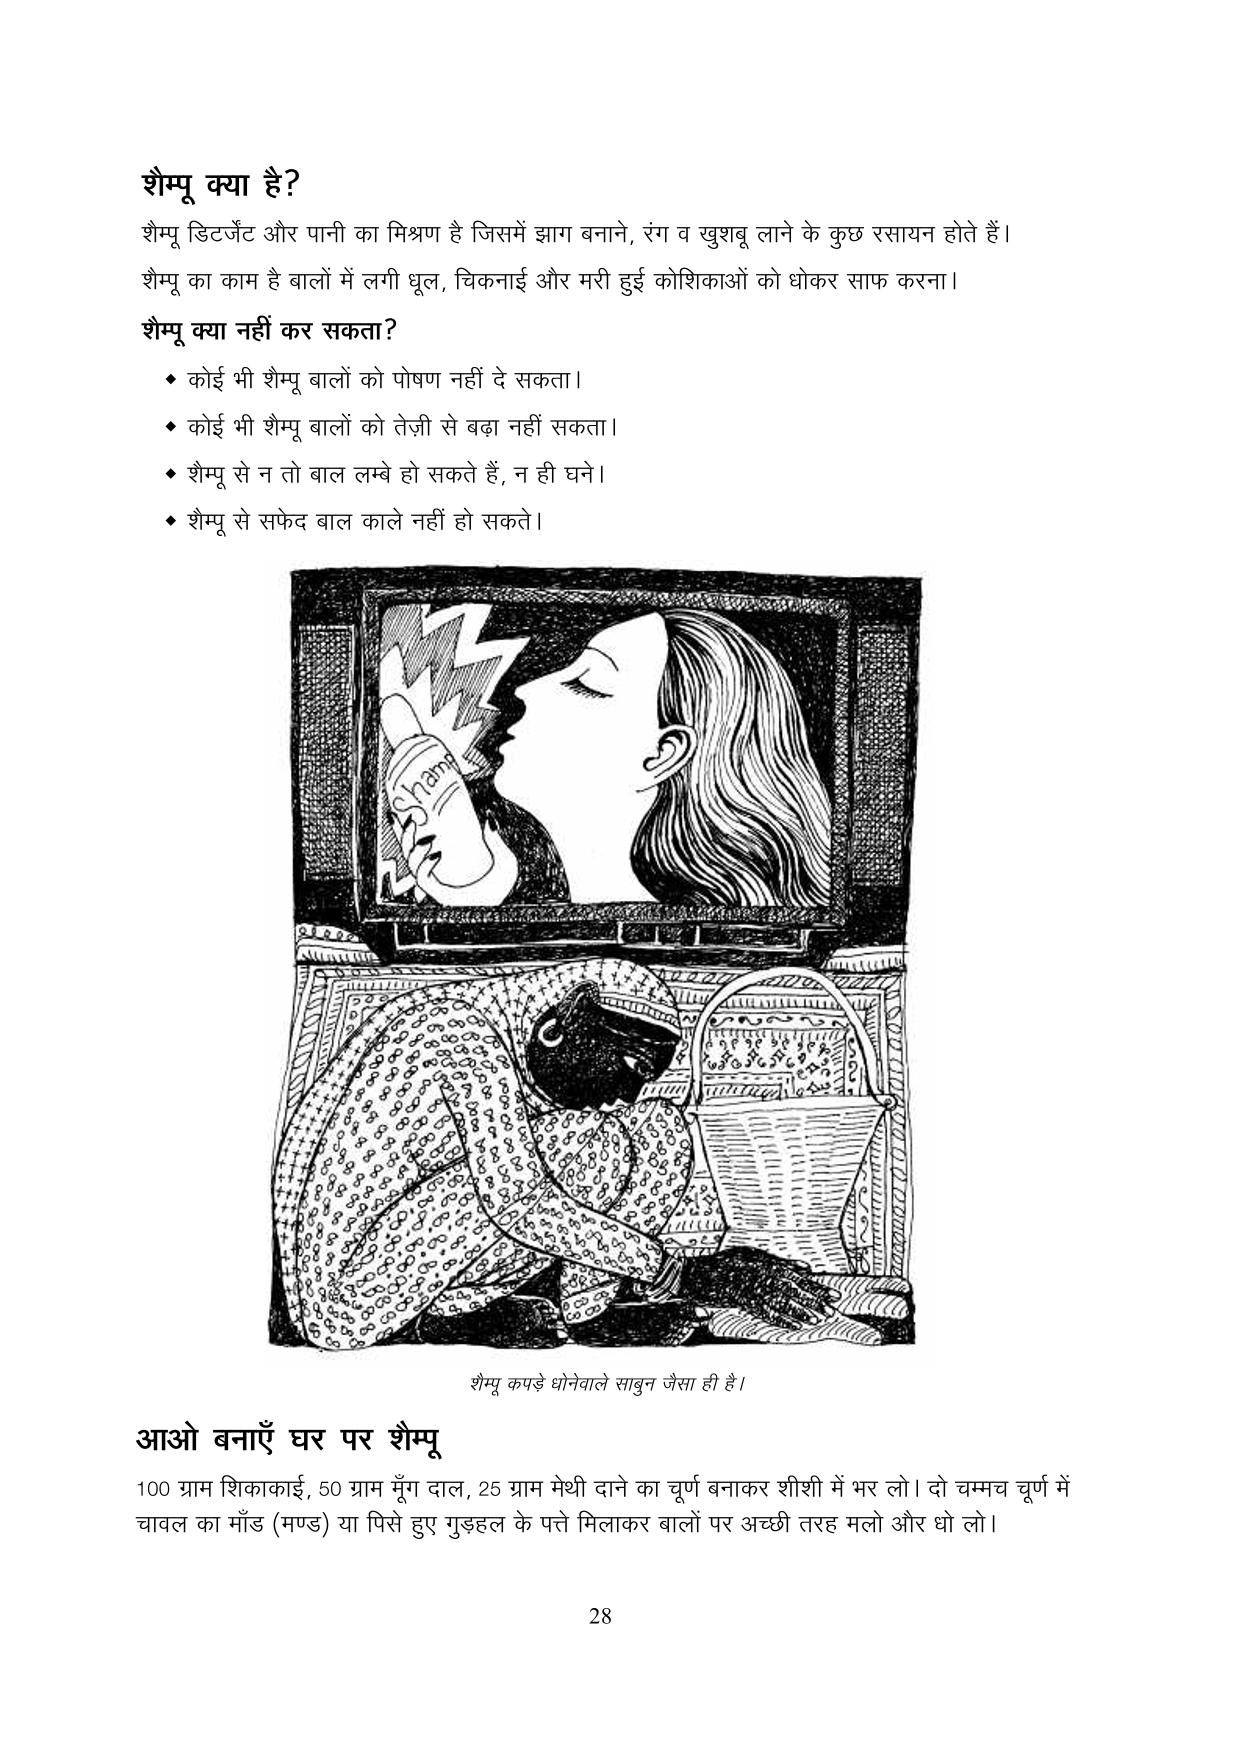 शैम्पू क्या है?
शैम्पू डिटर्जेंट और पानी का मिश्रण है जिसमें झाग बनाने, रंग व खुशबू लाने के कुछ रसायन होते हैं।
शैम्पू का काम है बालों में लगी धूल, चिकनाई और मरी हुई कोशिकाओं को धोकर साफ करना।
शैम्पू क्या नहीं कर सकता?
◆ कोई भी शैम्पू बालों को पोषण नहीं दे सकता।
◆ कोई भी शैम्पू बालों को तेज़ी से बढ़ा नहीं सकता।
◆ शैम्पू से न तो बाल लम्बे हो सकते हैं, न ही घने।
◆ शैम्पू से सफेद बाल काले नहीं हो सकते।
Shamp
शैम्पू कपड़े धोनेवाले साबुन जैसा ही है।
आओ बनाएँ घर पर शैम्पू
100 ग्राम शिकाकाई, 50 ग्राम मूँग दाल, 25 ग्राम मेथी दाने का चूर्ण बनाकर शीशी में भर लो। दो चम्मच चूर्ण में
चावल का माँड (मण्ड) या पिसे हुए गुड़हल के पत्ते मिलाकर बालों पर अच्छी तरह मलो और धो लो।
28